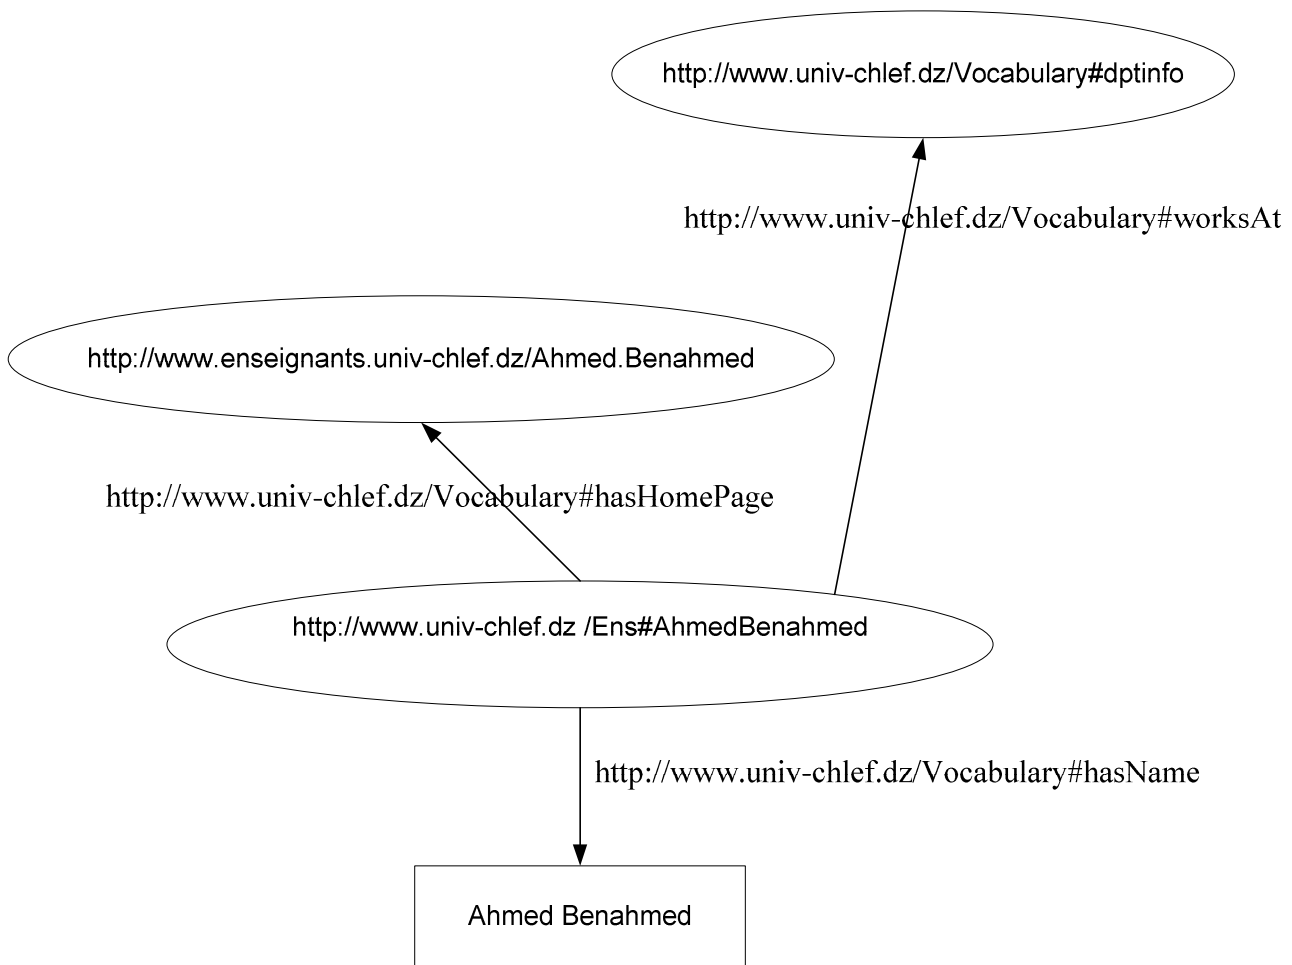 http://www.univ-chlef.dz/Vocabulary#dptinfo
http://www.univ-chlef.dz/Vocabulary#worksAt
http://www.enseignants.univ-chlef.dz/Ahmed.Benahmed
http://www.univ-chlef.dz/Vocabulary#hasHomePage
http://www.univ-chlef.dz /Ens#AhmedBenahmed
http://www.univ-chlef.dz/Vocabulary#hasName
Ahmed Benahmed